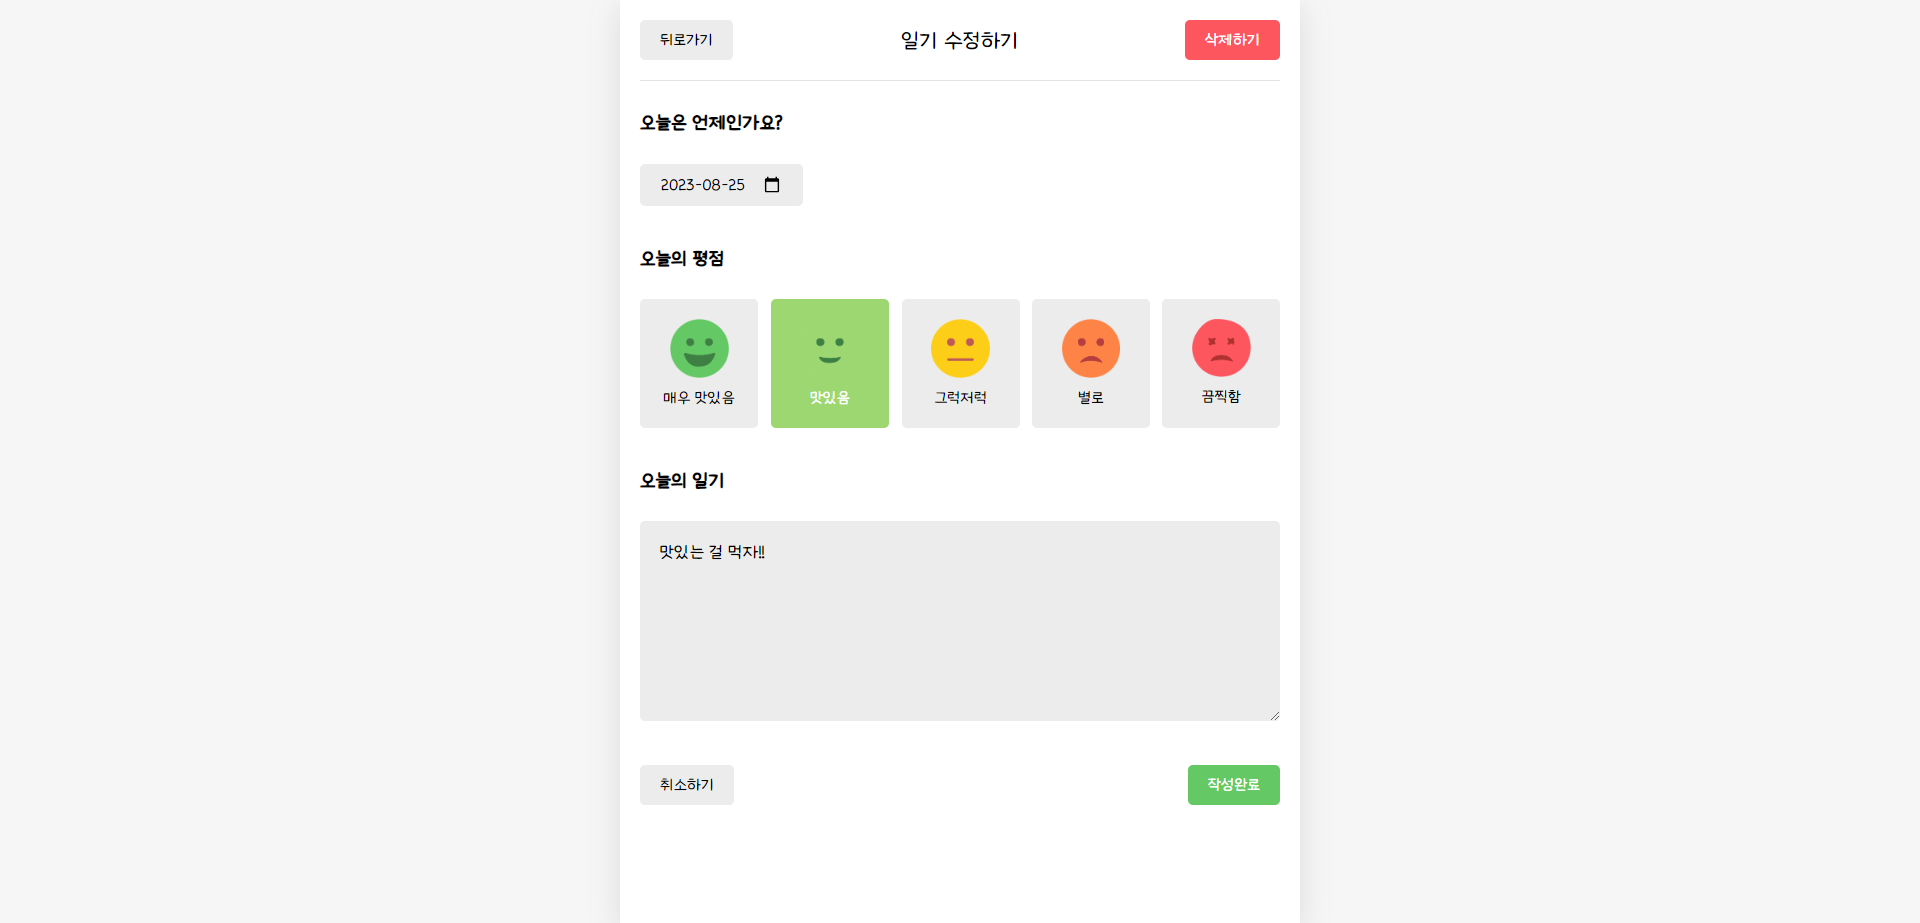 뒤로가기
일기 수정하기
삭제하기
오늘은 언제인가요?
2023-08-25
오늘의 평점
매우 맛있음
맛있음
그럭저럭
별로
끔찍함
오늘의 일기
맛있는 걸 먹자!!
취소하기
작성완료